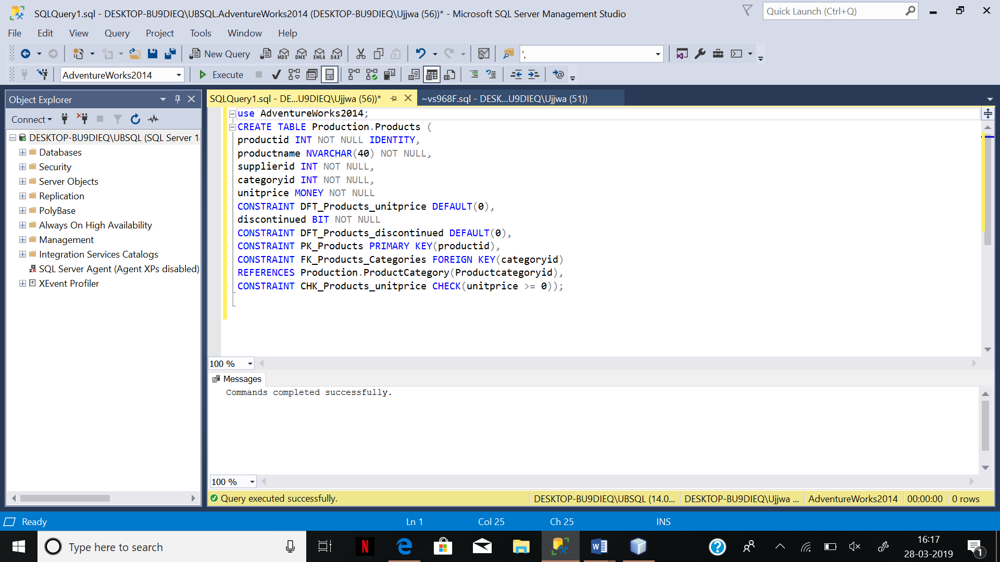 SQLQuery1.sql - DESKTOP-BU9DIEQ\UBSQL.AdventureWorks2014 (DESKTOP-BU9DIEQ\Ujjwa (56))* - Microsoft SQL Server Management Studio
Quick Launch (Ctrl+Q)
File Edit View Query Project Tools Window Help
New Query
MDX DMX XMLA DAX
',
AdventureWorks2014
Execute
Object Explorer
Connect
DESKTOP-BU9DIEQ\UBSQL (SQL Server 14
Databases
Security
Server Objects
Replication
PolyBase
Always On High Availability
Management
Integration Services Catalogs
SQL Server Agent (Agent XPs disabled)
XEvent Profiler
SQLQuery1.sql - DE...U9DIEQ\Ujjwa (56))*
~vs968F.sql - DESK...U9DIEQ\Ujjwa (51))
use AdventureWorks2014;
CREATE TABLE Production.Products (
productid INT NOT NULL IDENTITY,
productname NVARCHAR(40) NOT NULL,
supplierid INT NOT NULL,
categoryid INT NOT NULL,
unitprice MONEY NOT NULL
CONSTRAINT DFT_Products_unitprice DEFAULT(0),
discontinued BIT NOT NULL
CONSTRAINT DFT_Products_discontinued DEFAULT(0),
CONSTRAINT PK_Products PRIMARY KEY(productid),
CONSTRAINT FK_Products_Categories FOREIGN KEY(categoryid)
REFERENCES Production.ProductCategory(Productcategoryid),
CONSTRAINT CHK_Products_unitprice CHECK(unitprice >= 0));
100 %
Messages
Commands completed successfully.
100 %
Query executed successfully.
DESKTOP-BU9DIEQ\UBSQL (14.0... DESKTOP-BU9DIEQ\Ujjwa ... AdventureWorks2014 00:00:00 0 rows
Ready
Ln 1 Col 25 Ch 25 INS
Type here to search
16:17
28-03-2019
1